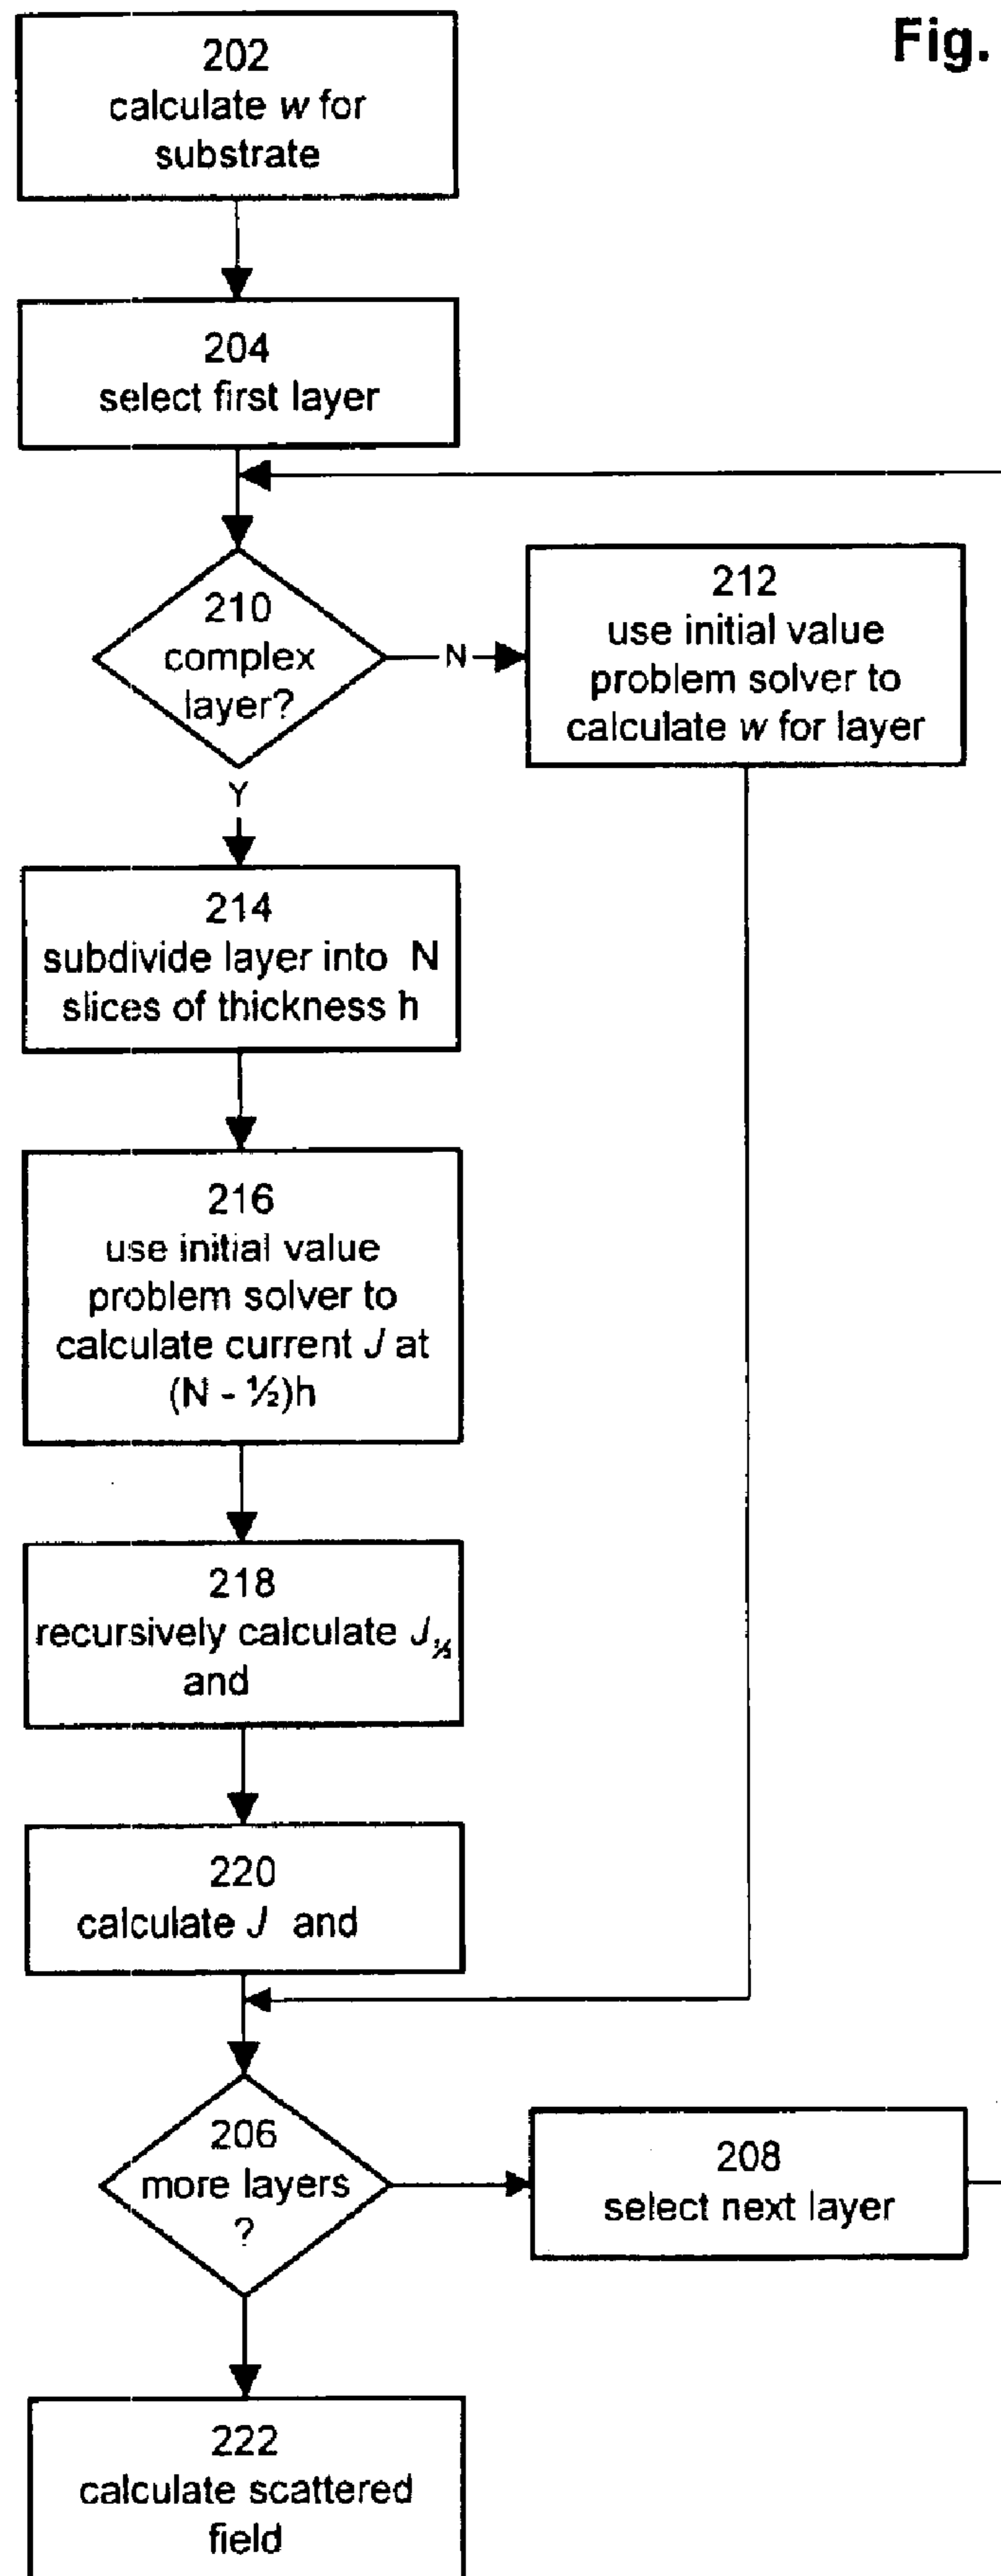 Fig.
202
calculate w for
substrate
204
select first layer
210
complex
layer?
N
212
use initial value
problem solver to
calculate w for layer
Y
214
subdivide layer into N
slices of thickness h
216
use initial value
problem solver to
calculate current J at
(N - ½)h
218
recursively calculate J½
and
220
calculate J and
206
more layers
?
208
select next layer
222
calculate scattered
field